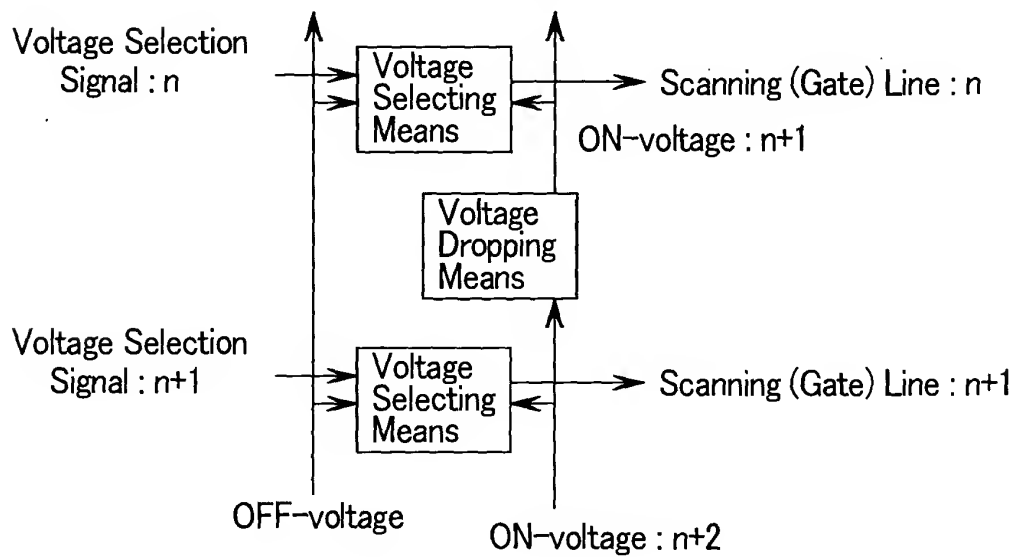 Voltage Selection
Signal : n
Voltage
Selecting
Means
Scanning (Gate) Line : n
ON-voltage : n+1
Voltage
Dropping
Means
Voltage Selection
Signal : n+1
Voltage
Selecting
Means
Scanning (Gate) Line : n+1
OFF-voltage
ON-voltage : n+2